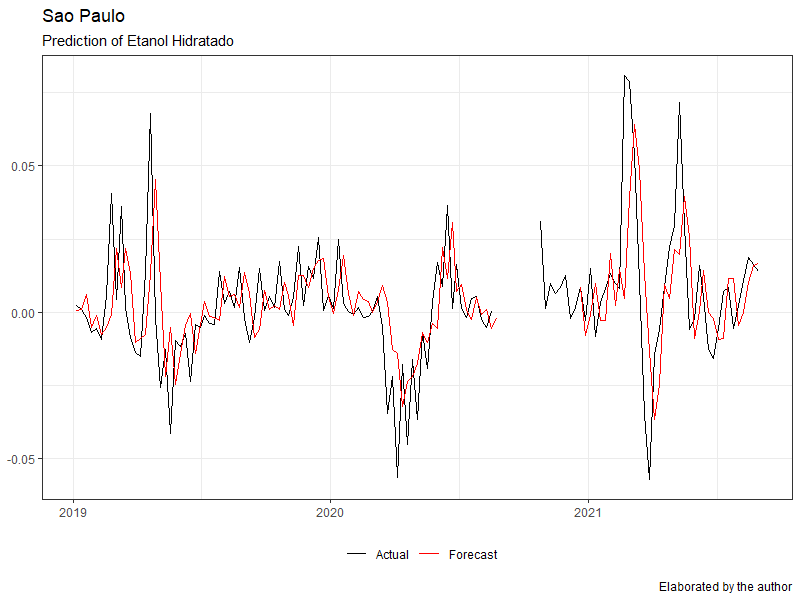 Sao Paulo
Prediction of Etanol Hidratado
0.05
0.00
-0.05
2019 2020 2021
Actual Forecast
Elaborated by the author